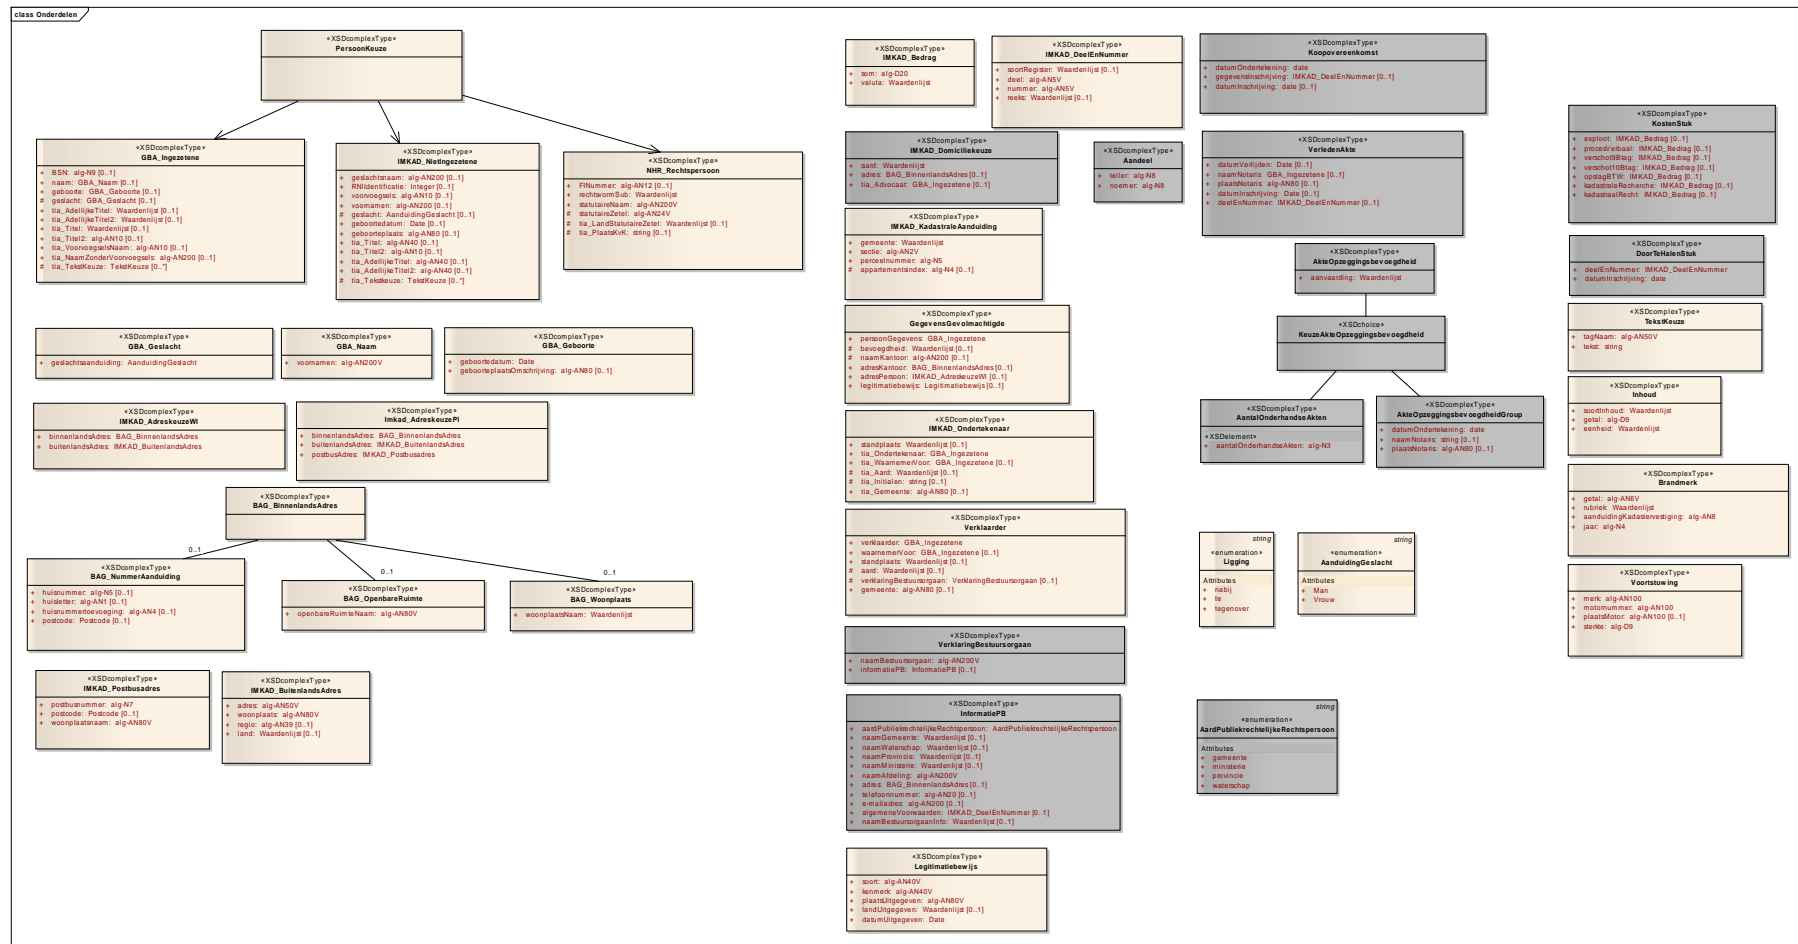 class Onderdelen
«XSDcomplexType»
PersoonKeuze
«XSDcomplexType»
GBA_Ingezetene
+ BSN: alg-N9 [0..1]
+ naam: GBA_Naam [0..1]
+ geboorte: GBA_Geboorte [0..1]
# geslacht: GBA_Geslacht [0..1]
+ tia_AdellijkeTitel: Waardenlijst [0..1]
+ tia_AdellijkeTitel2: Waardenlijst [0..1]
+ tia_Titel: Waardenlijst [0..1]
+ tia_Titel2: alg-AN10 [0..1]
+ tia_VoorvoegselsNaam: alg-AN10 [0..1]
+ tia_NaamZonderVoorvoegsels: alg-AN200 [0..1]
# tia_TekstKeuze: TekstKeuze [0..*]
«XSDcomplexType»
IMKAD_NietIngezetene
+ geslachtsnaam: alg-AN200 [0..1]
+ RNIIdentificatie: Integer [0..1]
+ voorvoegsels: alg-AN10 [0..1]
+ voornamen: alg-AN200 [0..1]
# geslacht: AanduidingGeslacht [0..1]
+ geboortedatum: Date [0..1]
+ geboorteplaats: alg-AN80 [0..1]
+ tia_Titel: alg-AN40 [0..1]
+ tia_Titel2: alg-AN10 [0..1]
+ tia_AdellijkeTitel: alg-AN40 [0..1]
+ tia_AdellijkeTitel2: alg-AN40 [0..1]
# tia_Tekstkeuze: TekstKeuze [0..*]
«XSDcomplexType»
NHR_Rechtspersoon
+ FINummer: alg-AN12 [0..1]
+ rechtsvormSub: Waardenlijst
+ statutaireNaam: alg-AN200V
# statutaireZetel: alg-AN24V
# tia_LandStatutaireZetel: Waardenlijst [0..1]
# tia_PlaatsKvK: string [0..1]
«XSDcomplexType»
GBA_Geslacht
+ geslachtsaanduiding: AanduidingGeslacht
«XSDcomplexType»
GBA_Naam
+ voornamen: alg-AN200V
«XSDcomplexType»
GBA_Geboorte
+ geboortedatum: Date
+ geboorteplaatsOmschrijving: alg-AN80 [0..1]
«XSDcomplexType»
IMKAD_AdreskeuzeWI
+ binnenlandsAdres: BAG_BinnenlandsAdres
+ buitenlandsAdres: IMKAD_BuitenlandsAdres
«XSDcomplexType»
Imkad_AdreskeuzePI
+ binnenlandsAdres: BAG_BinnenlandsAdres
+ buitenlandsAdres: IMKAD_BuitenlandsAdres
+ postbusAdres: IMKAD_Postbusadres
«XSDcomplexType»
BAG_BinnenlandsAdres
0..1
0..1
0..1
«XSDcomplexType»
BAG_NummerAanduiding
+ huisnummer: alg-N5 [0..1]
+ huisletter: alg-AN1 [0..1]
+ huisnummertoevoeging: alg-AN4 [0..1]
+ postcode: Postcode [0..1]
«XSDcomplexType»
BAG_OpenbareRuimte
+ openbareRuimteNaam: alg-AN80V
«XSDcomplexType»
BAG_Woonplaats
+ woonplaatsNaam: Waardenlijst
«XSDcomplexType»
IMKAD_Postbusadres
+ postbusnummer: alg-N7
+ postcode: Postcode [0..1]
+ woonplaatsnaam: alg-AN80V
«XSDcomplexType»
IMKAD_BuitenlandsAdres
+ adres: alg-AN50V
+ woonplaats: alg-AN80V
+ regio: alg-AN39 [0..1]
+ land: Waardenlijst [0..1]
«XSDcomplexType»
IMKAD_Bedrag
+ som: alg-D20
+ valuta: Waardenlijst
«XSDcomplexType»
IMKAD_DeelEnNummer
+ soortRegister: Waardenlijst [0..1]
+ deel: alg-AN5V
+ nummer: alg-AN5V
+ reeks: Waardenlijst [0..1]
«XSDcomplexType»
IMKAD_Domiciliekeuze
+ aard: Waardenlijst
+ adres: BAG_BinnenlandsAdres [0..1]
+ tia_Advocaat: GBA_Ingezetene [0..1]
«XSDcomplexType»
Aandeel
+ teller: alg-N8
+ noemer: alg-N8
«XSDcomplexType»
IMKAD_KadastraleAanduiding
+ gemeente: Waardenlijst
+ sectie: alg-AN2V
+ perceelnummer: alg-N5
# appartementsindex: alg-N4 [0..1]
«XSDcomplexType»
GegevensGevolmachtigde
+ persoonGegevens: GBA_Ingezetene
# bevoegdheid: Waardenlijst [0..1]
# naamKantoor: alg-AN200 [0..1]
+ adresKantoor: BAG_BinnenlandsAdres [0..1]
+ adresPersoon: IMKAD_AdreskeuzeWI [0..1]
+ legitimatiebewijs: Legitimatiebewijs [0..1]
«XSDcomplexType»
IMKAD_Ondertekenaar
+ standplaats: Waardenlijst [0..1]
+ tia_Ondertekenaar: GBA_Ingezetene
+ tia_WaarnemerVoor: GBA_Ingezetene [0..1]
# tia_Aard: Waardenlijst [0..1]
# tia_Initialen: string [0..1]
+ tia_Gemeente: alg-AN80 [0..1]
«XSDcomplexType»
Verklaarder
+ verklaarder: GBA_Ingezetene
+ waarnemerVoor: GBA_Ingezetene [0..1]
+ standplaats: Waardenlijst [0..1]
# aard: Waardenlijst [0..1]
# verklaringBestuursorgaan: VerklaringBestuursorgaan [0..1]
+ gemeente: alg-AN80 [0..1]
«XSDcomplexType»
VerklaringBestuursorgaan
+ naamBestuursorgaan: alg-AN200V
+ informatiePB: InformatiePB [0..1]
«XSDcomplexType»
InformatiePB
+ aardPubliekrechtelijkeRechtspersoon: AardPubliekrechtelijkeRechtspersoon
+ naamGemeente: Waardenlijst [0..1]
+ naamWaterschap: Waardenlijst [0..1]
+ naamProvincie: Waardenlijst [0..1]
+ naamMinisterie: Waardenlijst [0..1]
+ naamAfdeling: alg-AN200V
+ adres: BAG_BinnenlandsAdres [0..1]
+ telefoonnummer: alg-AN20 [0..1]
+ e-mailadres: alg-AN200 [0..1]
+ algemeneVoorwaarden: IMKAD_DeelEnNummer [0..1]
+ naamBestuursorgaanInfo: Waardenlijst [0..1]
«XSDcomplexType»
Legitimatiebewijs
+ soort: alg-AN40V
+ kenmerk: alg-AN40V
+ plaatsUitgegeven: alg-AN80V
+ landUitgegeven: Waardenlijst [0..1]
+ datumUitgegeven: Date
«XSDcomplexType»
Koopovereenkomst
+ datumOndertekening: date
+ gegevensInschrijving: IMKAD_DeelEnNummer [0..1]
+ datumInschrijving: date [0..1]
«XSDcomplexType»
VerledenAkte
+ datumVerlijden: Date [0..1]
+ naamNotaris: GBA_Ingezetene [0..1]
+ plaatsNotaris: alg-AN80 [0..1]
+ datumInschrijving: Date [0..1]
+ deelEnNummer: IMKAD_DeelEnNummer [0..1]
«XSDcomplexType»
AkteOpzeggingsbevoegdheid
+ aanvaarding: Waardenlijst
«XSDchoice»
KeuzeAkteOpzeggingsbevoegdheid
«XSDcomplexType»
AantalOnderhandseAkten
«XSDelement»
+ aantalOnderhandseAkten: alg-N3
«XSDcomplexType»
AkteOpzeggingsbevoegdheidGroup
+ datumOndertekening: date
+ naamNotaris: string [0..1]
+ plaatsNotaris: alg-AN80 [0..1]
string
«enumeration»
Ligging
Attributes
+ nabij
+ te
+ tegenover
string
«enumeration»
AanduidingGeslacht
Attributes
+ Man
+ Vrouw
string
«enumeration»
AardPubliekrechtelijkeRechtspersoon
Attributes
+ gemeente
+ ministerie
+ provincie
+ waterschap
«XSDcomplexType»
KostenStuk
+ exploot: IMKAD_Bedrag [0..1]
+ procesVerbaal: IMKAD_Bedrag [0..1]
+ verschot9Btag: IMKAD_Bedrag [0..1]
+ verschot10Btag: IMKAD_Bedrag [0..1]
+ opslagBTW: IMKAD_Bedrag [0..1]
+ kadastraleRecherche: IMKAD_Bedrag [0..1]
+ kadastraalRecht: IMKAD_Bedrag [0..1]
«XSDcomplexType»
DoorTeHalenStuk
+ deelEnNummer: IMKAD_DeelEnNummer
+ datumInschrijving: date
«XSDcomplexType»
TekstKeuze
+ tagNaam: alg-AN50V
+ tekst: string
«XSDcomplexType»
Inhoud
+ soortInhoud: Waardenlijst
+ getal: alg-D9
+ eenheid: Waardenlijst
«XSDcomplexType»
Brandmerk
+ getal: alg-AN6V
+ rubriek: Waardenlijst
+ aanduidingKadastervestiging: alg-AN8
+ jaar: alg-N4
«XSDcomplexType»
Voortstuwing
+ merk: alg-AN100
+ motornummer: alg-AN100
+ plaatsMotor: alg-AN100 [0..1]
+ sterkte: alg-D9